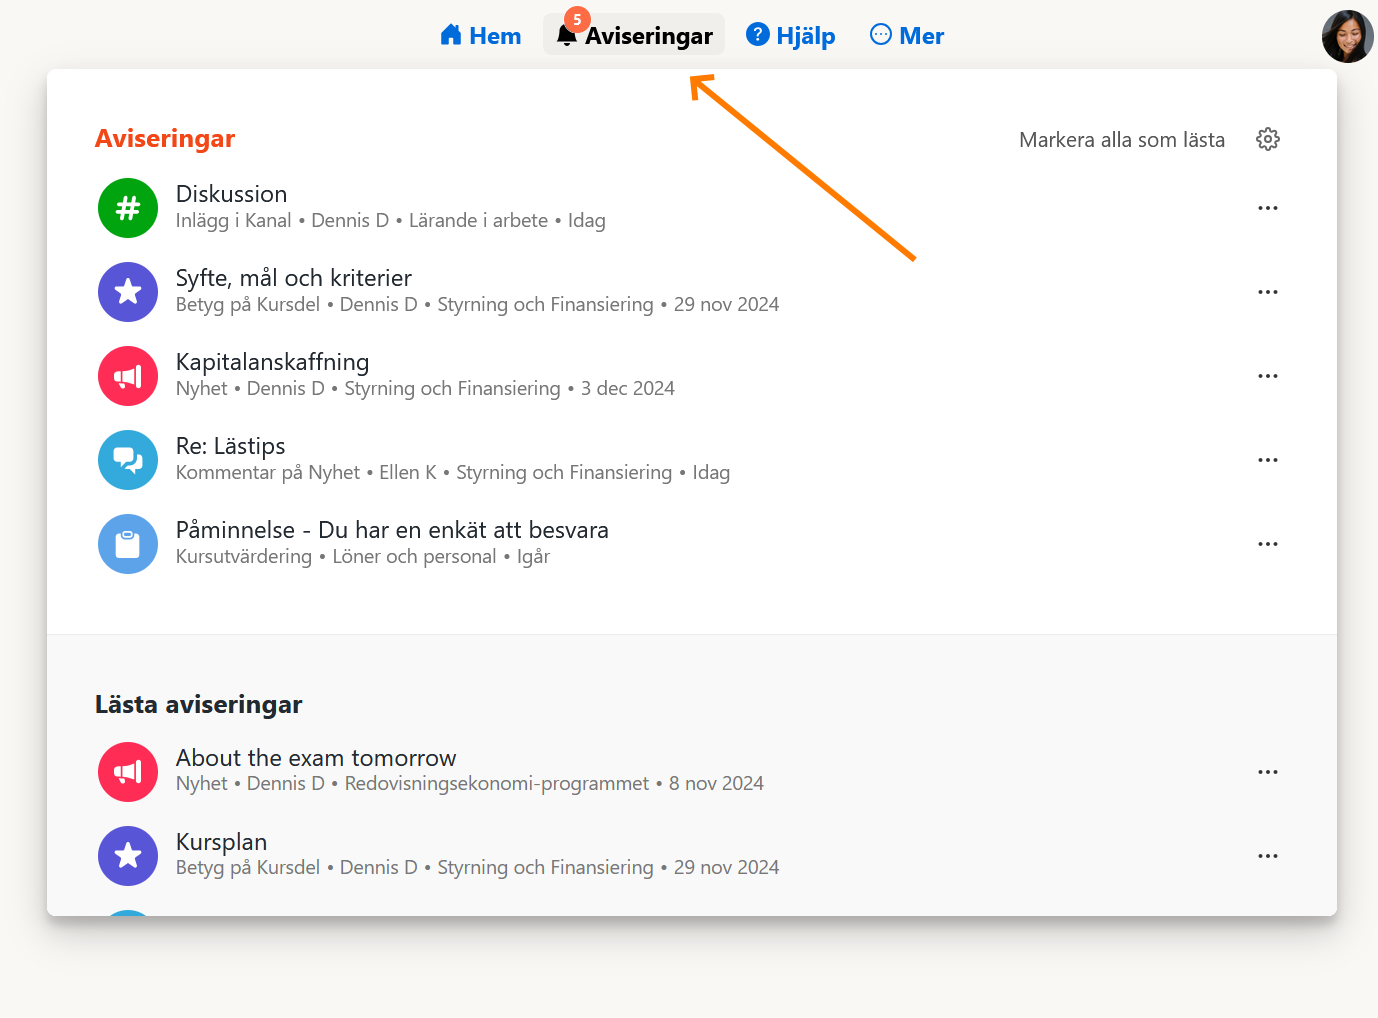 Hem 5 Aviseringar Hjälp Mer
Aviseringar Markera alla som lästa
Diskussion
Inlägg i Kanal • Dennis D • Lärande i arbete • Idag
Syfte, mål och kriterier
Betyg på Kursdel • Dennis D • Styrning och Finansiering • 29 nov 2024
Kapitalanskaffning
Nyhet • Dennis D • Styrning och Finansiering • 3 dec 2024
Re: Lästips
Kommentar på Nyhet • Ellen K • Styrning och Finansiering • Idag
Påminnelse - Du har en enkät att besvara
Kursutvärdering • Löner och personal • Igår
Lästa aviseringar
About the exam tomorrow
Nyhet • Dennis D • Redovisningsekonomi-programmet • 8 nov 2024
Kursplan
Betyg på Kursdel • Dennis D • Styrning och Finansiering • 29 nov 2024